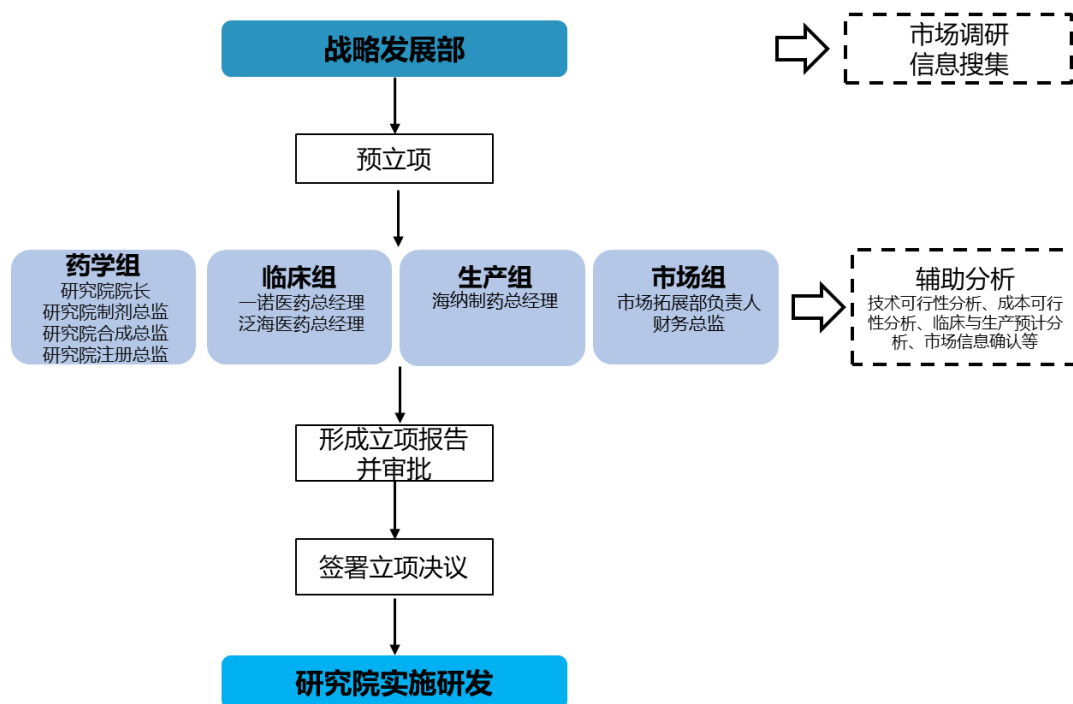 战略发展部
市场调研
信息搜集
预立项
药学组
研究院院长
研究院制剂总监
研究院合成总监
研究院注册总监
临床组
一诺医药总经理
泛海医药总经理
生产组
海纳制药总经理
市场组
市场拓展部负责人
财务总监
辅助分析
技术可行性分析、成本可行
性分析、临床与生产预计分
析、市场信息确认等
形成立项报告
并审批
签署立项决议
研究院实施研发